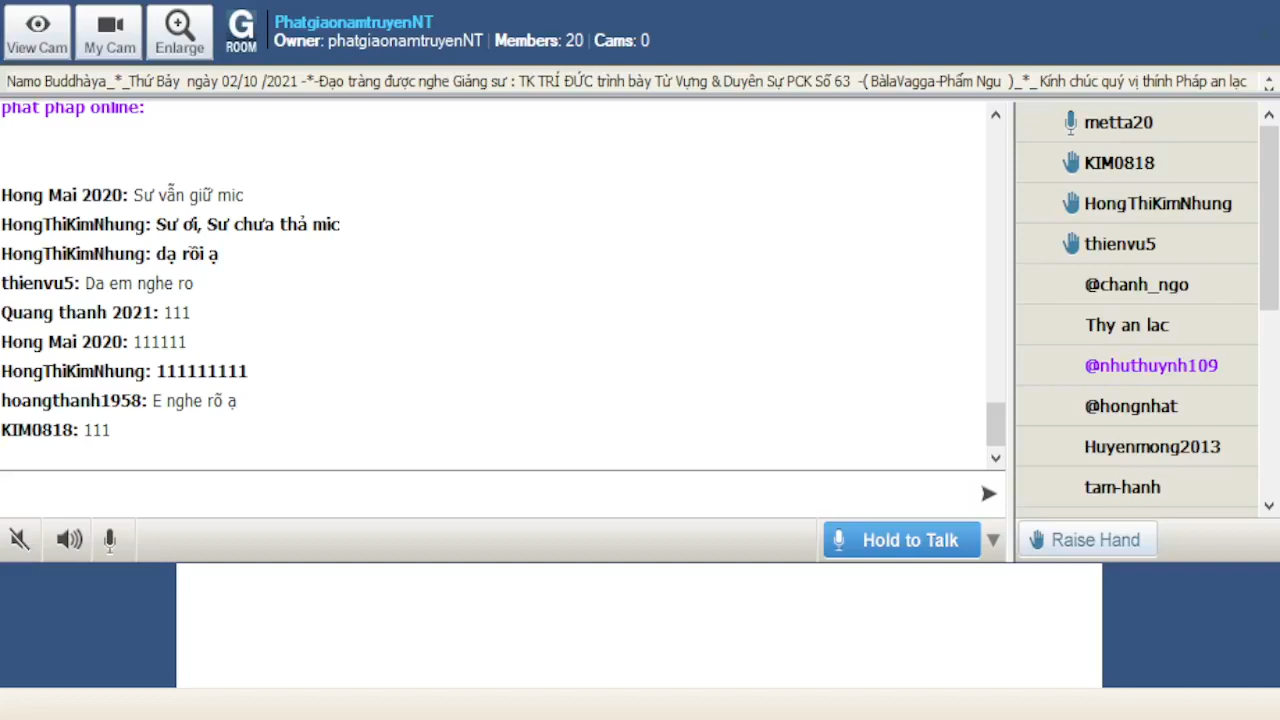 View Cam
My Cam
Enlarge
G
ROOM
PhatgiaonamtruyenNT
Owner: phatgiaonamtruyenNT | Members: 20 | Cams: 0
Namo Buddhàya_*_Thứ Bảy ngày 02/10 /2021 -*-Đạo tràng được nghe Giảng sư : TK TRÍ ĐỨC trình bày Từ Vựng & Duyên Sự PCK Số 63 -( BàlaVagga-Phẩm Ngu )_*_ Kính chúc quý vị thính Pháp an lạc
phat phap online:
Hong Mai 2020: Sư vẫn giữ mic
HongThiKimNhung: Sư ơi, Sư chưa thả mic
HongThiKimNhung: dạ rồi ạ
thienvu5: Da em nghe ro
Quang thanh 2021: 111
Hong Mai 2020: 111111
HongThiKimNhung: 111111111
hoangthanh1958: E nghe rõ ạ
KIM0818: 111
metta20
KIM0818
HongThiKimNhung
thienvu5
@chanh_ngo
Thy an lac
@nhuthuynh109
@hongnhat
Huyenmong2013
tam-hanh
Hold to Talk
Raise Hand